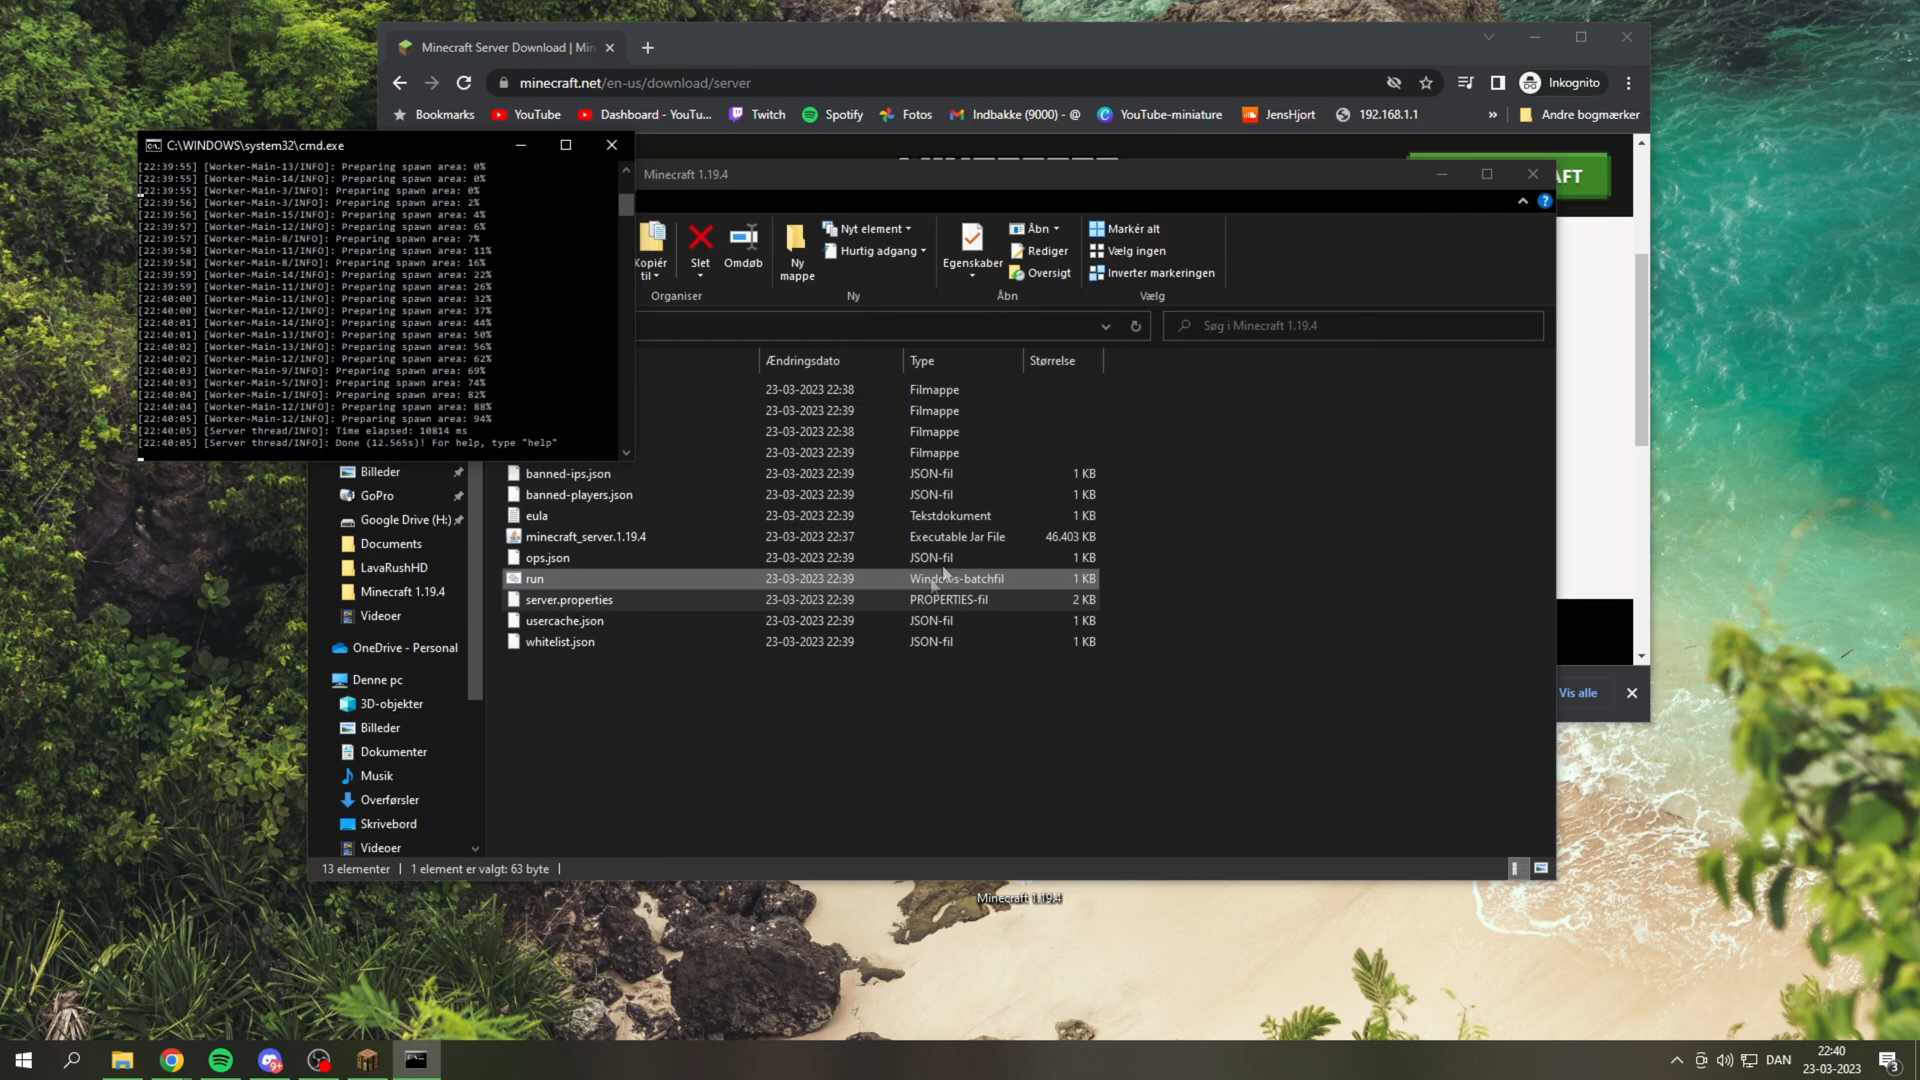 Minecraft Server Download | Min
minecraft.net/en-us/download/server
Inkognito
Bookmarks
YouTube
Dashboard - YouTu...
Twitch
Spotify
Fotos
Indbakke (9000) - @
YouTube-miniature
JensHjort
192.168.1.1
»
Andre bogmærker
C:\WINDOWS\system32\cmd.exe
[22:39:55] [Worker-Main-13/INFO]: Preparing spawn area: 0%
[22:39:55] [Worker-Main-14/INFO]: Preparing spawn area: 0%
[22:39:55] [Worker-Main-3/INFO]: Preparing spawn area: 0%
[22:39:56] [Worker-Main-3/INFO]: Preparing spawn area: 2%
[22:39:56] [Worker-Main-15/INFO]: Preparing spawn area: 4%
[22:39:57] [Worker-Main-12/INFO]: Preparing spawn area: 6%
[22:39:57] [Worker-Main-8/INFO]: Preparing spawn area: 7%
[22:39:58] [Worker-Main-11/INFO]: Preparing spawn area: 11%
[22:39:58] [Worker-Main-8/INFO]: Preparing spawn area: 16%
[22:39:59] [Worker-Main-14/INFO]: Preparing spawn area: 22%
[22:39:59] [Worker-Main-11/INFO]: Preparing spawn area: 26%
[22:40:00] [Worker-Main-11/INFO]: Preparing spawn area: 32%
[22:40:00] [Worker-Main-12/INFO]: Preparing spawn area: 37%
[22:40:01] [Worker-Main-14/INFO]: Preparing spawn area: 44%
[22:40:01] [Worker-Main-13/INFO]: Preparing spawn area: 50%
[22:40:02] [Worker-Main-13/INFO]: Preparing spawn area: 56%
[22:40:02] [Worker-Main-12/INFO]: Preparing spawn area: 62%
[22:40:03] [Worker-Main-9/INFO]: Preparing spawn area: 69%
[22:40:03] [Worker-Main-5/INFO]: Preparing spawn area: 74%
[22:40:04] [Worker-Main-1/INFO]: Preparing spawn area: 82%
[22:40:04] [Worker-Main-12/INFO]: Preparing spawn area: 88%
[22:40:05] [Worker-Main-12/INFO]: Preparing spawn area: 94%
[22:40:05] [Server thread/INFO]: Time elapsed: 10814 ms
[22:40:05] [Server thread/INFO]: Done (12.565s)! For help, type "help"
Minecraft 1.19.4
AFT
Kopiér
til
Slet
Omdøb
Organiser
Ny
mappe
Nyt element
Hurtig adgang
Ny
Egenskaber
Åbn
Rediger
Oversigt
Åbn
Markér alt
Vælg ingen
Inverter markeringen
Vælg
Søg i Minecraft 1.19.4
Ændringsdato Type Størrelse
23-03-2023 22:38 Filmappe
23-03-2023 22:39 Filmappe
23-03-2023 22:38 Filmappe
23-03-2023 22:39 Filmappe
banned-ips.json 23-03-2023 22:39 JSON-fil 1 KB
banned-players.json 23-03-2023 22:39 JSON-fil 1 KB
eula 23-03-2023 22:39 Tekstdokument 1 KB
minecraft_server.1.19.4 23-03-2023 22:37 Executable Jar File 46.403 KB
ops.json 23-03-2023 22:39 JSON-fil 1 KB
run 23-03-2023 22:39 Windows-batchfil 1 KB
server.properties 23-03-2023 22:39 PROPERTIES-fil 2 KB
usercache.json 23-03-2023 22:39 JSON-fil 1 KB
whitelist.json 23-03-2023 22:39 JSON-fil 1 KB
Billeder
GoPro
Google Drive (H:)
Documents
LavaRushHD
Minecraft 1.19.4
Videoer
OneDrive - Personal
Denne pc
3D-objekter
Billeder
Dokumenter
Musik
Overførsler
Skrivebord
Videoer
Vis alle
13 elementer | 1 element er valgt: 63 byte |
Minecraft 1.19.4
9+
DAN
22:40
23-03-2023
3